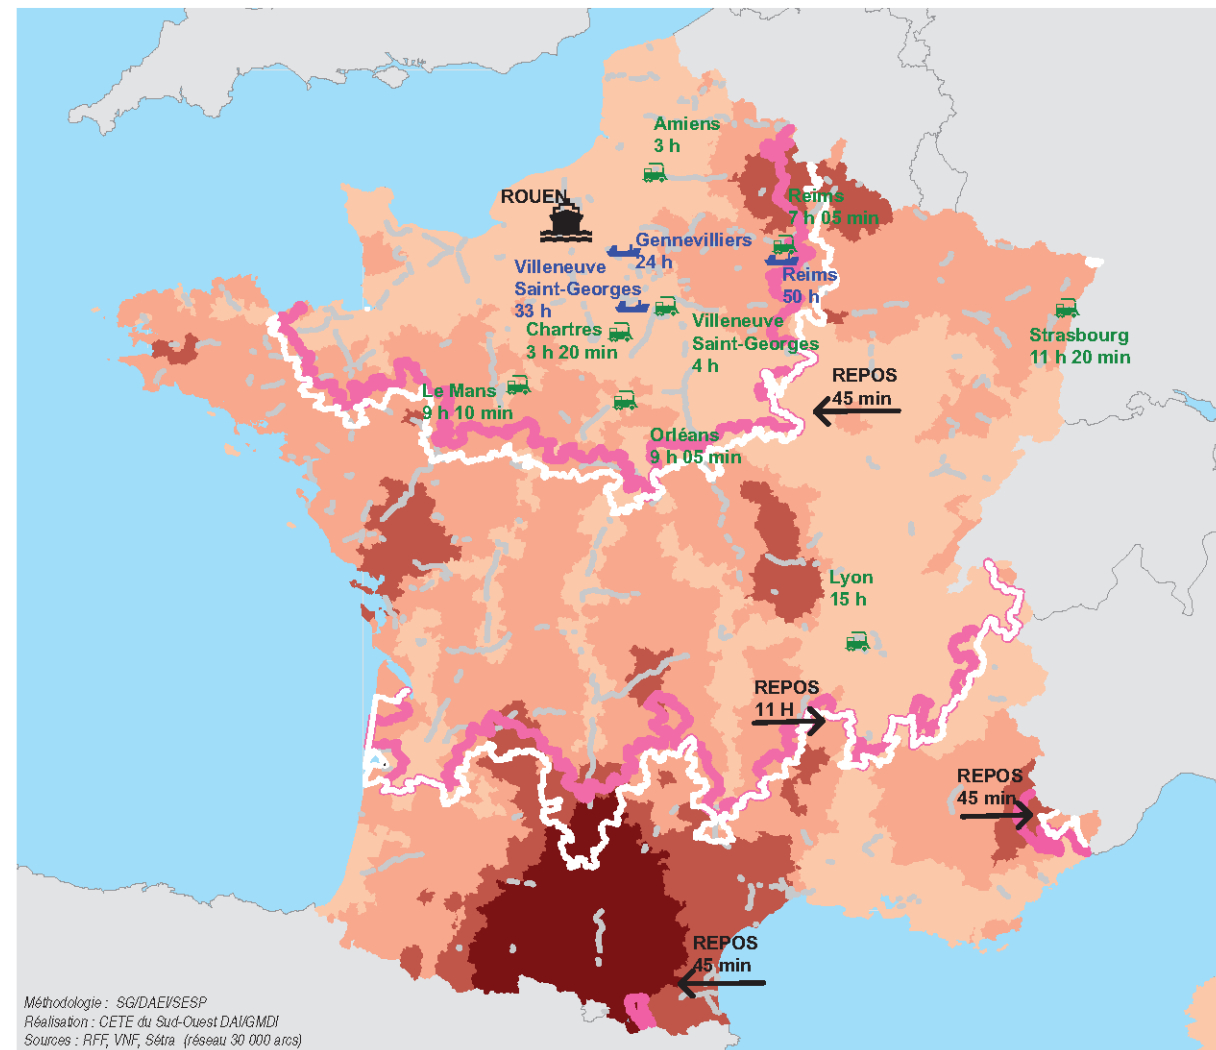 Amiens
3 h
ROUEN
Reims
7 h 05 min
Gennevilliers
24 h
Villeneuve
Saint-Georges
33 h
Reims
50 h
Chartres
3 h 20 min
Villeneuve
Saint-Georges
4 h
Strasbourg
11 h 20 min
REPOS
45 min
Le Mans
9 h 10 min
Orléans
9 h 05 min
Lyon
15 h
REPOS
11 H
REPOS
45 min
REPOS
45 min
Méthodologie : SG/DAEI/SESP
Réalisation : CETE du Sud-Ouest DAI/GMDI
Sources : RFF, VNF, Sétra (réseau 30 000 arcs)